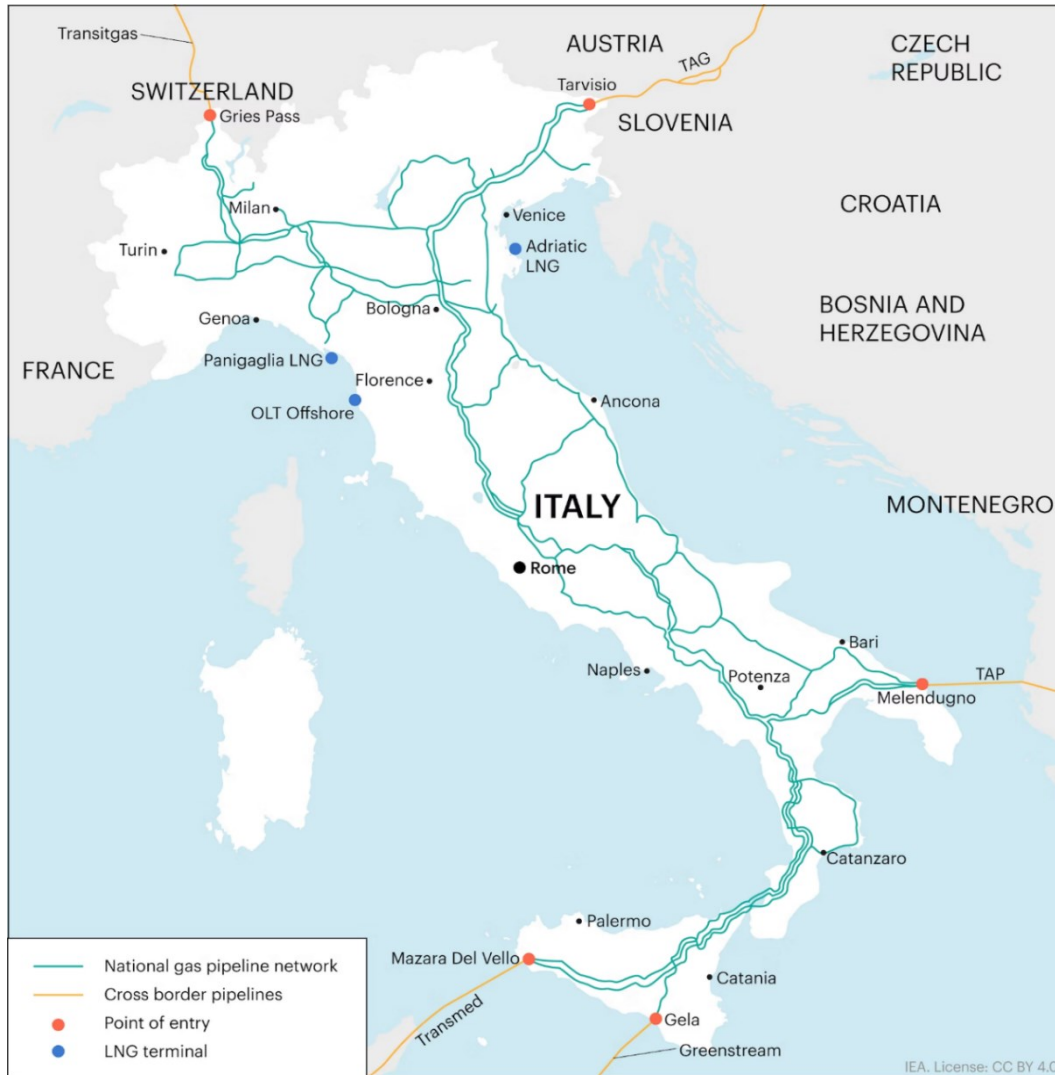 Transitgas
AUSTRIA
CZECH
REPUBLIC
TAG
SWITZERLAND
Tarvisio
Gries Pass
SLOVENIA
Milan
Venice
CROATIA
Turin
Adriatic
LNG
Genoa
Bologna
BOSNIA AND
HERZEGOVINA
FRANCE
Panigaglia LNG
Florence
OLT Offshore
Ancona
ITALY
MONTENEGRO
Rome
Bari
Naples
Potenza
TAP
Melendugno
Catanzaro
Palermo
Mazara Del Vello
Catania
Transmed
Gela
Greenstream
National gas pipeline network
Cross border pipelines
Point of entry
LNG terminal
IEA. License: CC BY 4.0